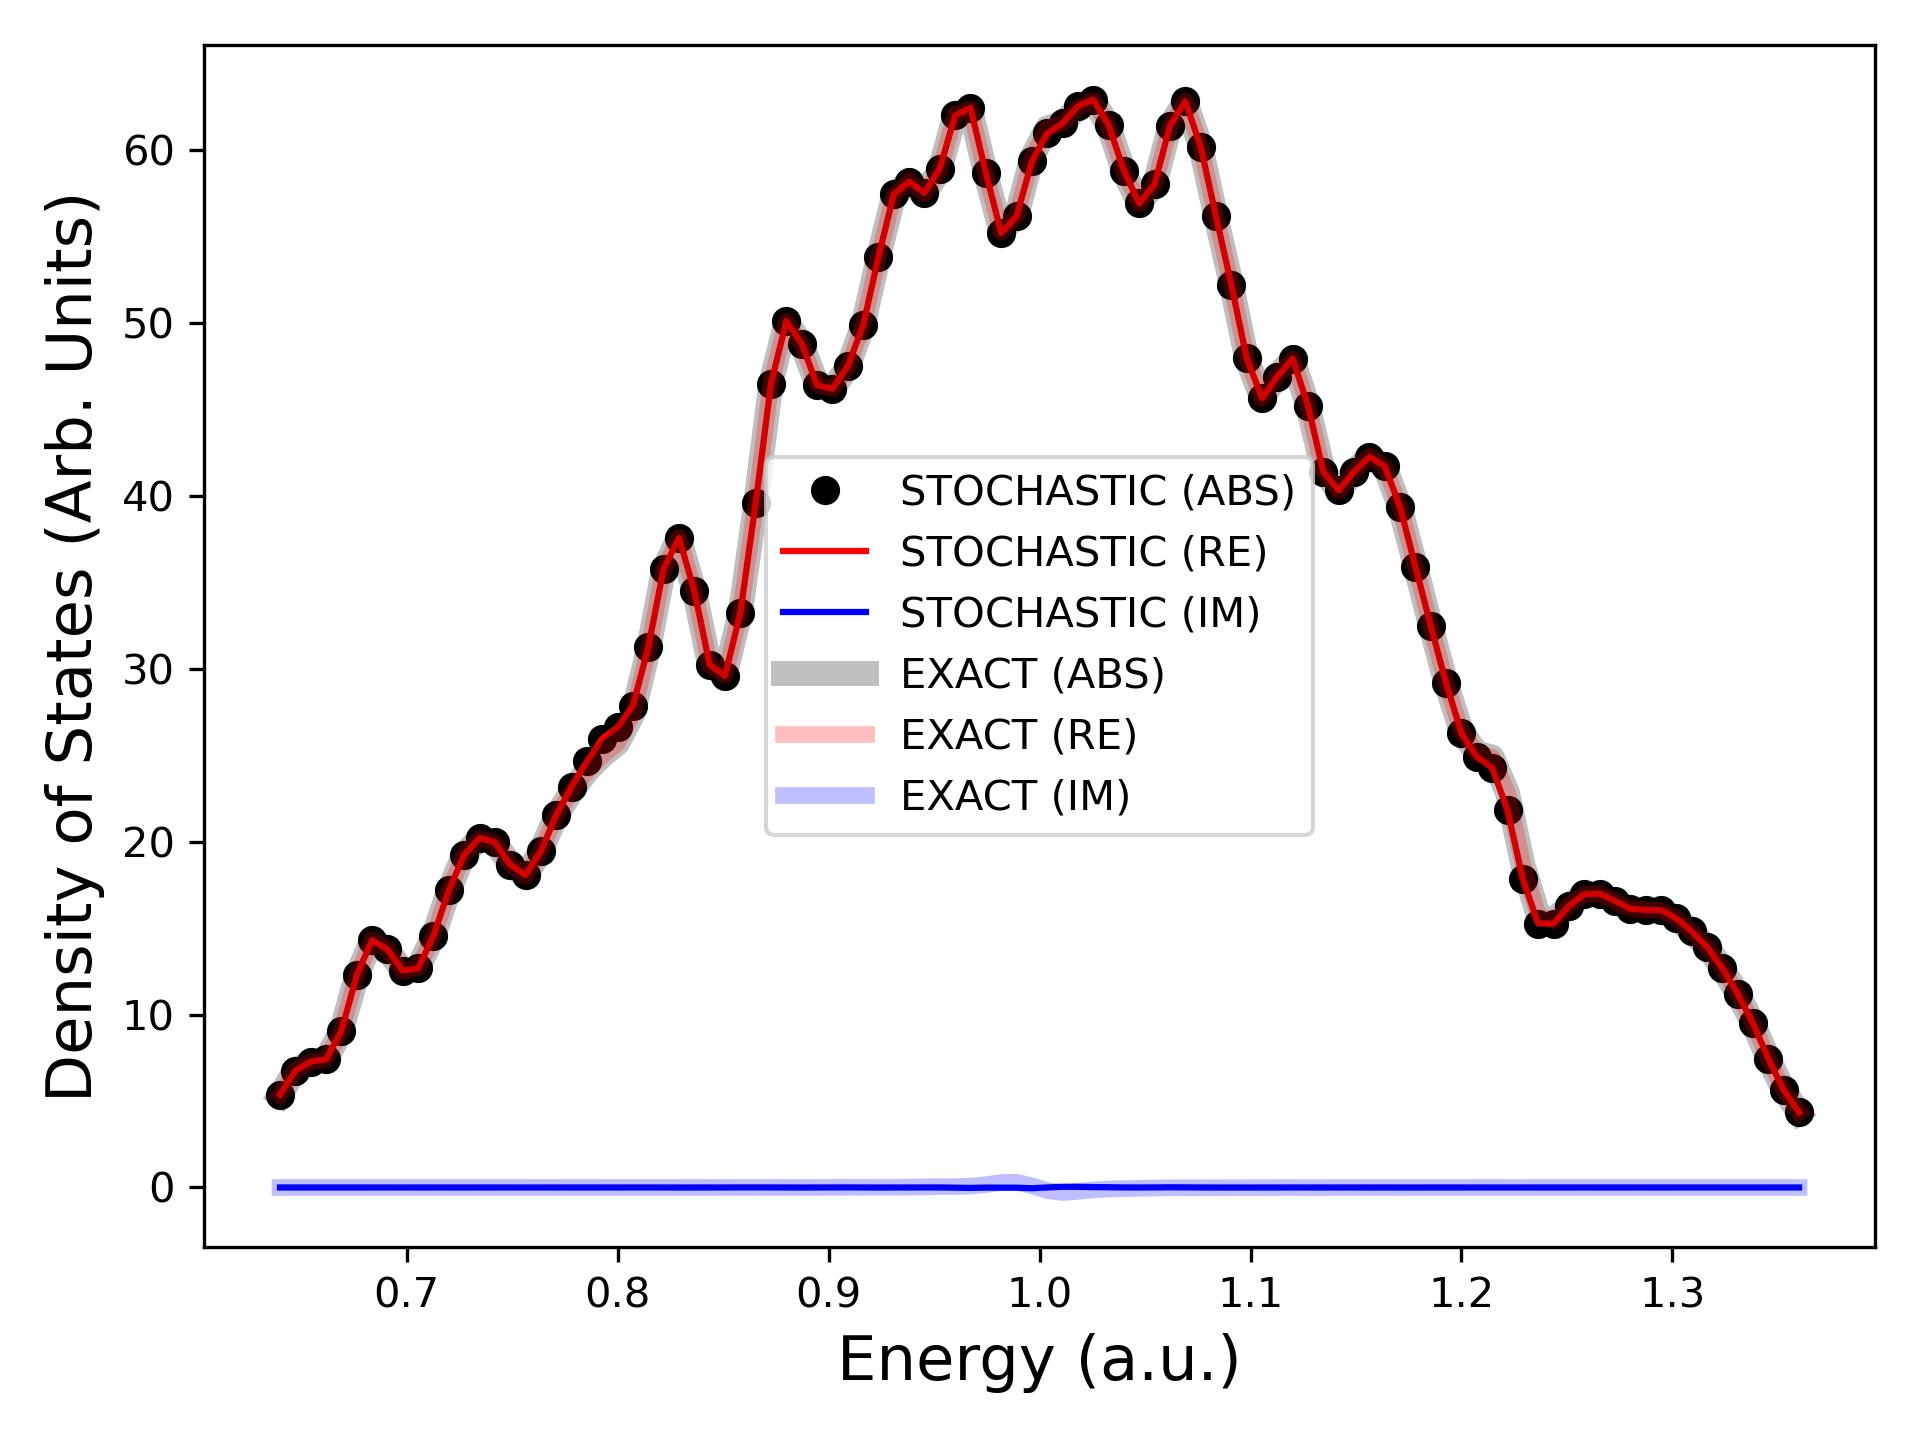 Density of States (Arb. Units)
60
50
40
30
20
10
0
STOCHASTIC (ABS)
STOCHASTIC (RE)
STOCHASTIC (IM)
EXACT (ABS)
EXACT (RE)
EXACT (IM)
0.7 0.8 0.9 1.0 1.1 1.2 1.3
Energy (a.u.)